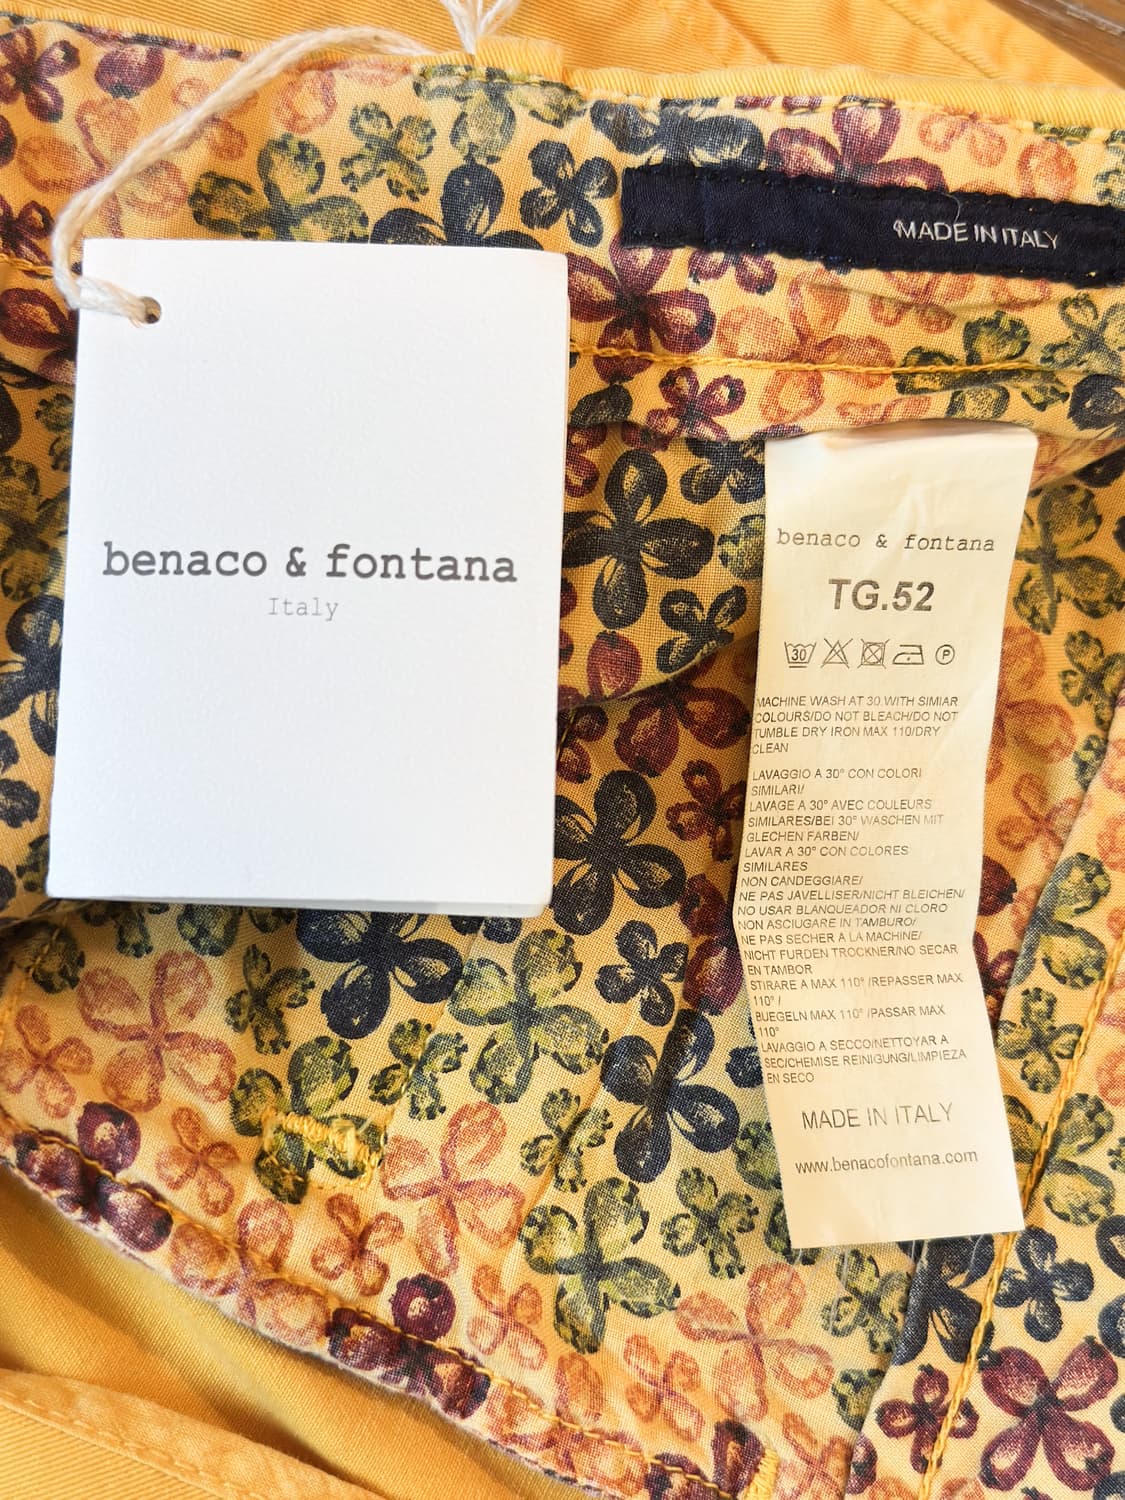 MADE IN ITALY
benaco & fontana
Italy
benaco & fontana
TG.52
30
P
MACHINE WASH AT 30 WITH SIMIAR
COLOURS/DO NOT BLEACH/DO NOT
TUMBLE DRY IRON MAX 110/DRY
CLEAN
LAVAGGIO A 30° CON COLORI
SIMILARI/
LAVAGE A 30° AVEC COULEURS
SIMILARES/BEI 30° WASCHEN MIT
GLECHEN FARBEN/
LAVAR A 30° CON COLORES
SIMILARES
NON CANDEGGIARE/
NE PAS JAVELLISER/NICHT BLEICHEN/
NO USAR BLANQUEADOR NI CLORO
NON ASCIUGARE IN TAMBURO/
NE PAS SECHER A LA MACHINE/
NICHT FURDEN TROCKNER/NO SECAR
EN TAMBOR
STIRARE A MAX 110° /REPASSER MAX
110° /
BUEGELN MAX 110° /PASSAR MAX
110°
LAVAGGIO A SECCO/NETTOYAR A
SEC/CHEMISE REINIGUNG/LIMPIEZA
EN SECO
MADE IN ITALY
www.benacofontana.com